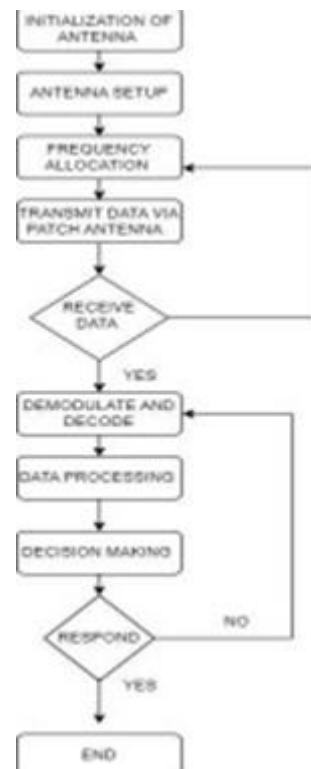 INITIALIZATION OF
ANTENNA
ANTENNA SETUP
FREQUENCY
ALLOCATION
TRANSMIT DATA VIA
PATCH ANTENNA
RECEIVE
DATA
YES
DEMODULATE AND
DECODE
DATA PROCESSING
DECISION MAKING
RESPOND
NO
YES
END